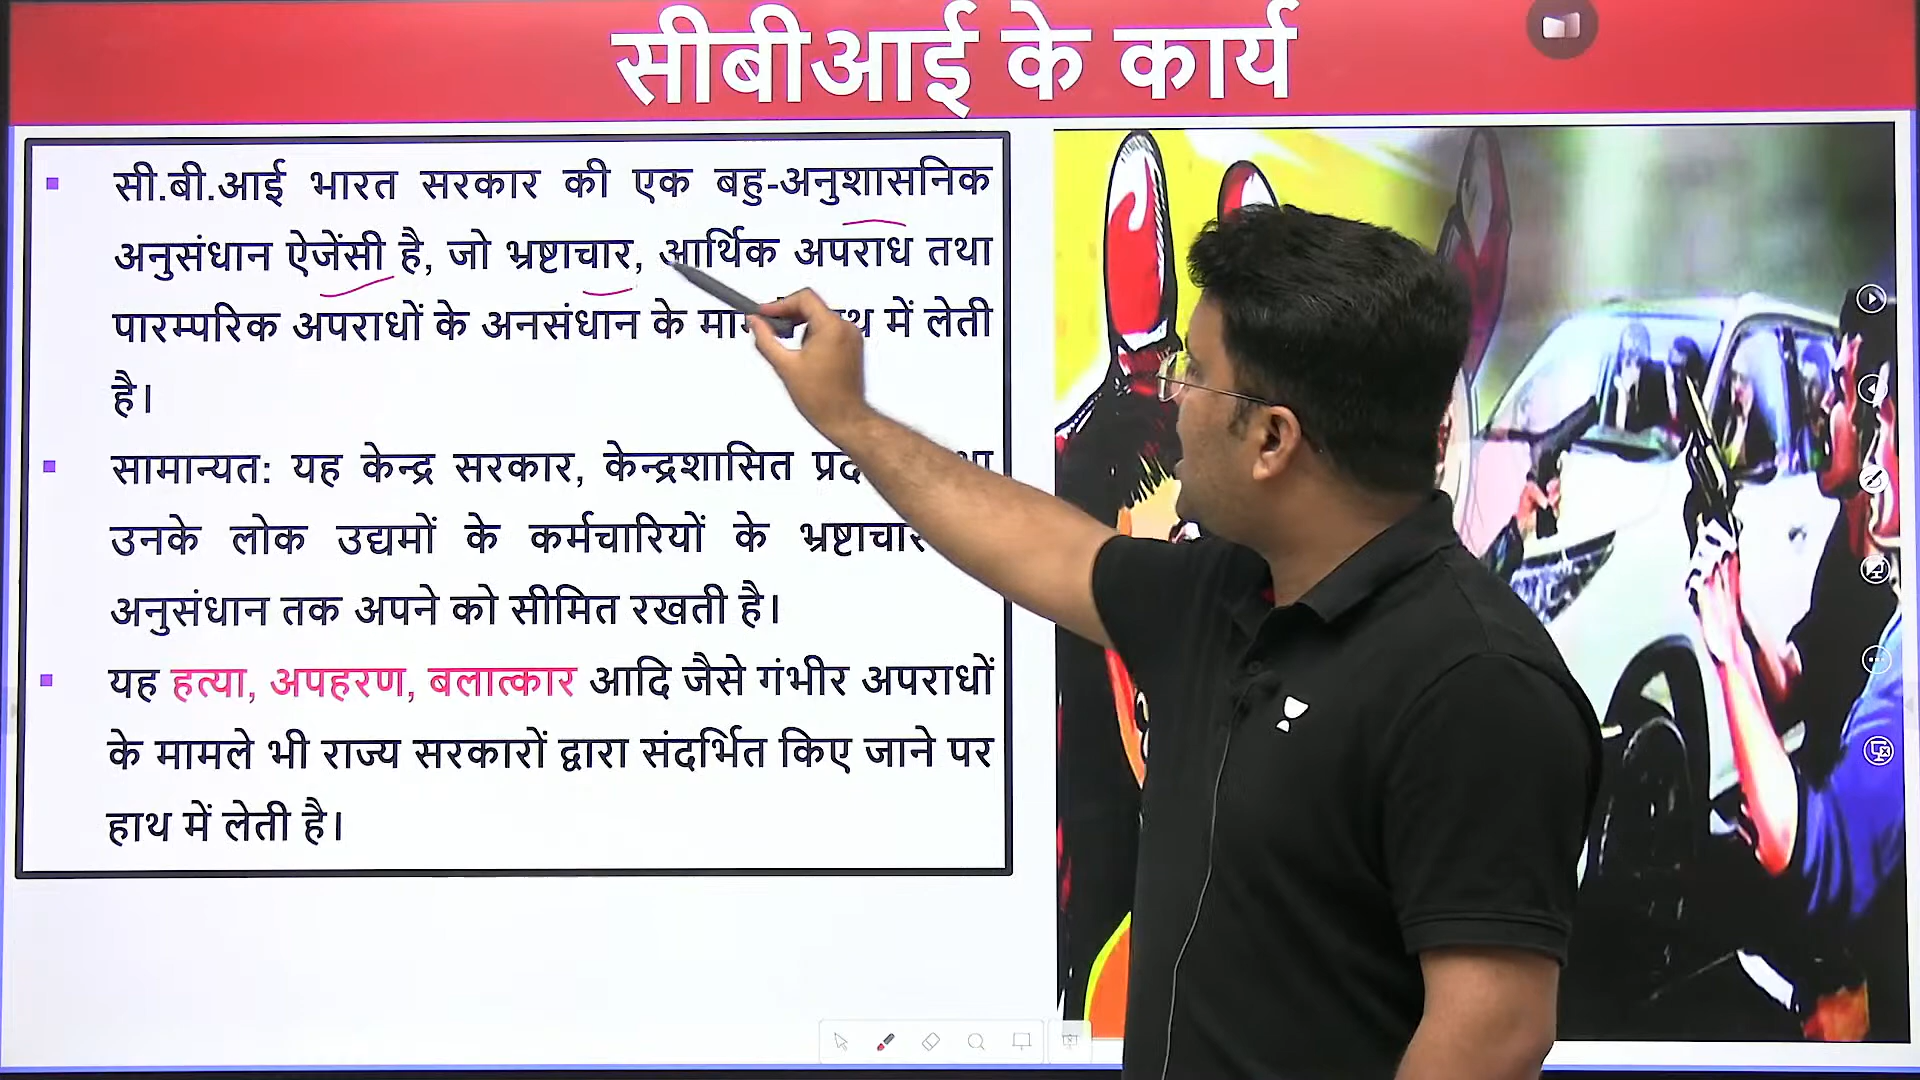 सीबीआई के कार्य
सी.बी.आई भारत सरकार की एक बहु-अनुशासनिक
अनुसंधान ऐजेंसी है, जो भ्रष्टाचार, आर्थिक अपराध तथा
पारम्परिक अपराधों के अनसंधान के में लेती
है।
सामान्यत: यह केन्द्र सरकार, केन्द्रशासित
उनके लोक उद्यमों के कर्मचारियों के भ्रष्टाचार
अनुसंधान तक अपने को सीमित रखती है।
यह हत्या, अपहरण, बलात्कार आदि जैसे गंभीर अपराधों
के मामले भी राज्य सरकारों द्वारा संदर्भित किए जाने पर
हाथ में लेती है।